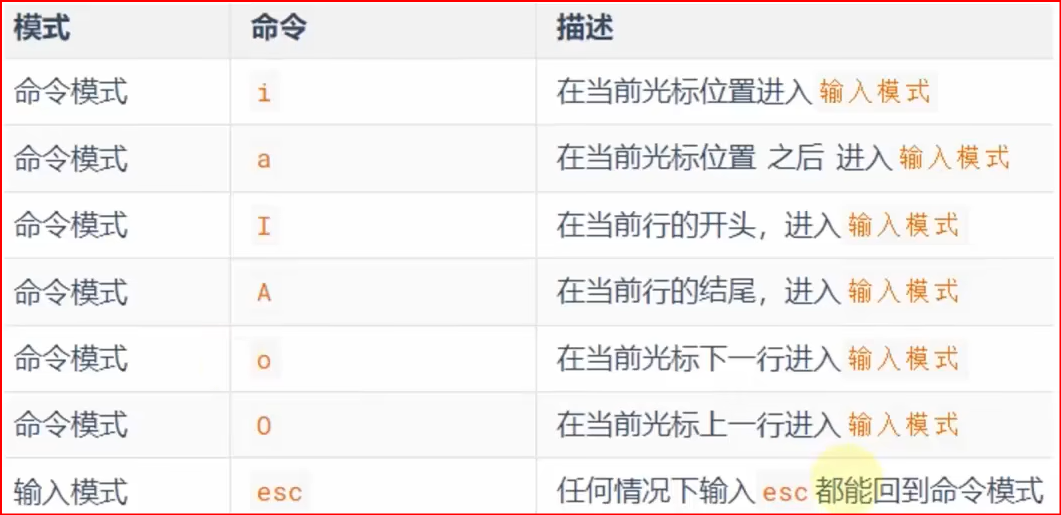 模式 命令 描述
命令模式 i 在当前光标位置进入 输入模式
命令模式 a 在当前光标位置 之后 进入 输入模式
命令模式 I 在当前行的开头，进入 输入模式
命令模式 A 在当前行的结尾，进入 输入模式
命令模式 o 在当前光标下一行进入 输入模式
命令模式 O 在当前光标上一行进入 输入模式
输入模式 esc 任何情况下输入 esc 都能回到命令模式